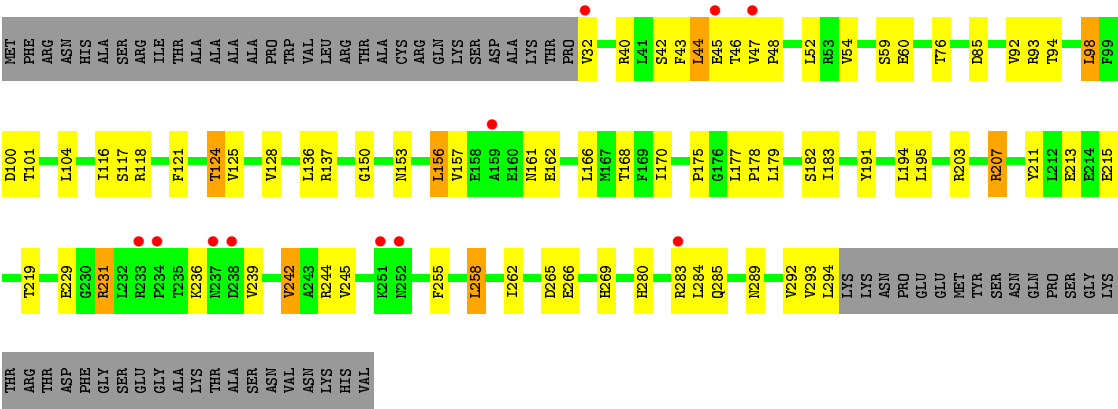 MET PHE ARG ASN HIS ALA SER ARG ILE THR ALA ALA ALA ALA PRO TRP VAL LEU ARG THR ALA CYS ARG GLN LYS SER ASP ALA LYS THR PRO V32 R40 L41 S42 F43 L44 E45 T46 V47 P48 L52 R53 V54 S59 E60 T76 D85 V92 R93 T94 L98 F99
D100 T101 L104 I116 S117 R118 F121 T124 V125 V128 L136 R137 G150 N153 L156 V157 E158 A159 E160 N161 E162 L166 M167 T168 F169 I170 P175 G176 L177 P178 L179 S182 I183 Y191 L194 L195 R203 R207 Y211 L212 E213 E214 E215
T219 E229 G230 R231 L232 R233 P234 T235 K236 N237 D238 V239 V242 A243 R244 V245 K251 N252 F255 L258 I262 D265 E266 H269 H280 R283 L284 Q285 N289 V292 V293 L294 LYS LYS ASN PRO GLU GLU MET TYR SER ASN GLN PRO SER GLY LYS
THR ARG THR ASP PHE GLY SER GLU GLY ALA LYS THR ALA SER ASN VAL ASN LYS HIS VAL